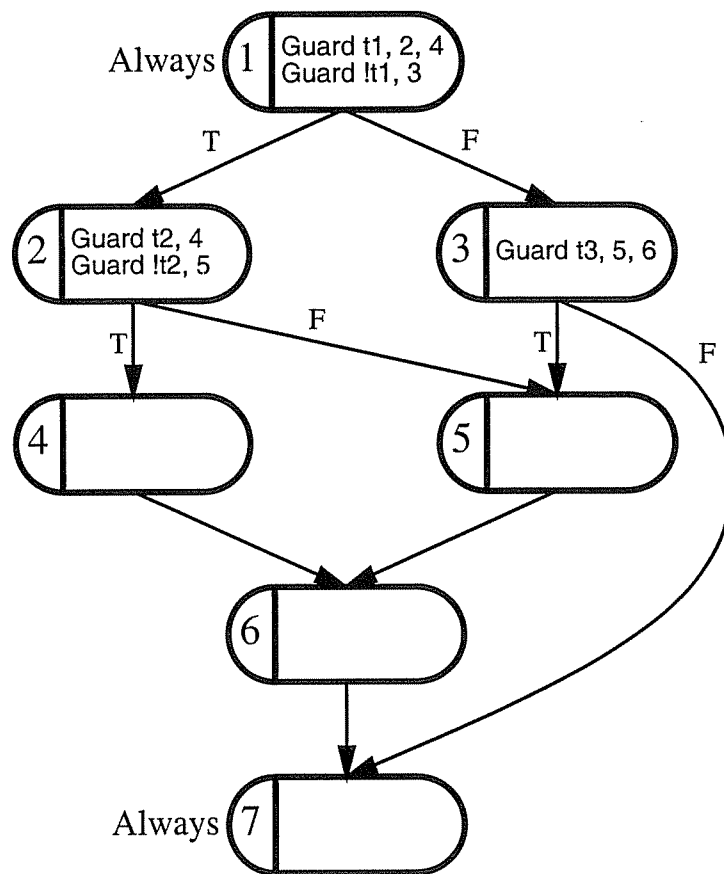 Always 1 Guard t1, 2, 4
Guard !t1, 3
T F
2 Guard t2, 4
Guard !t2, 5
3 Guard t3, 5, 6
T F T F
4 5
6
Always 7